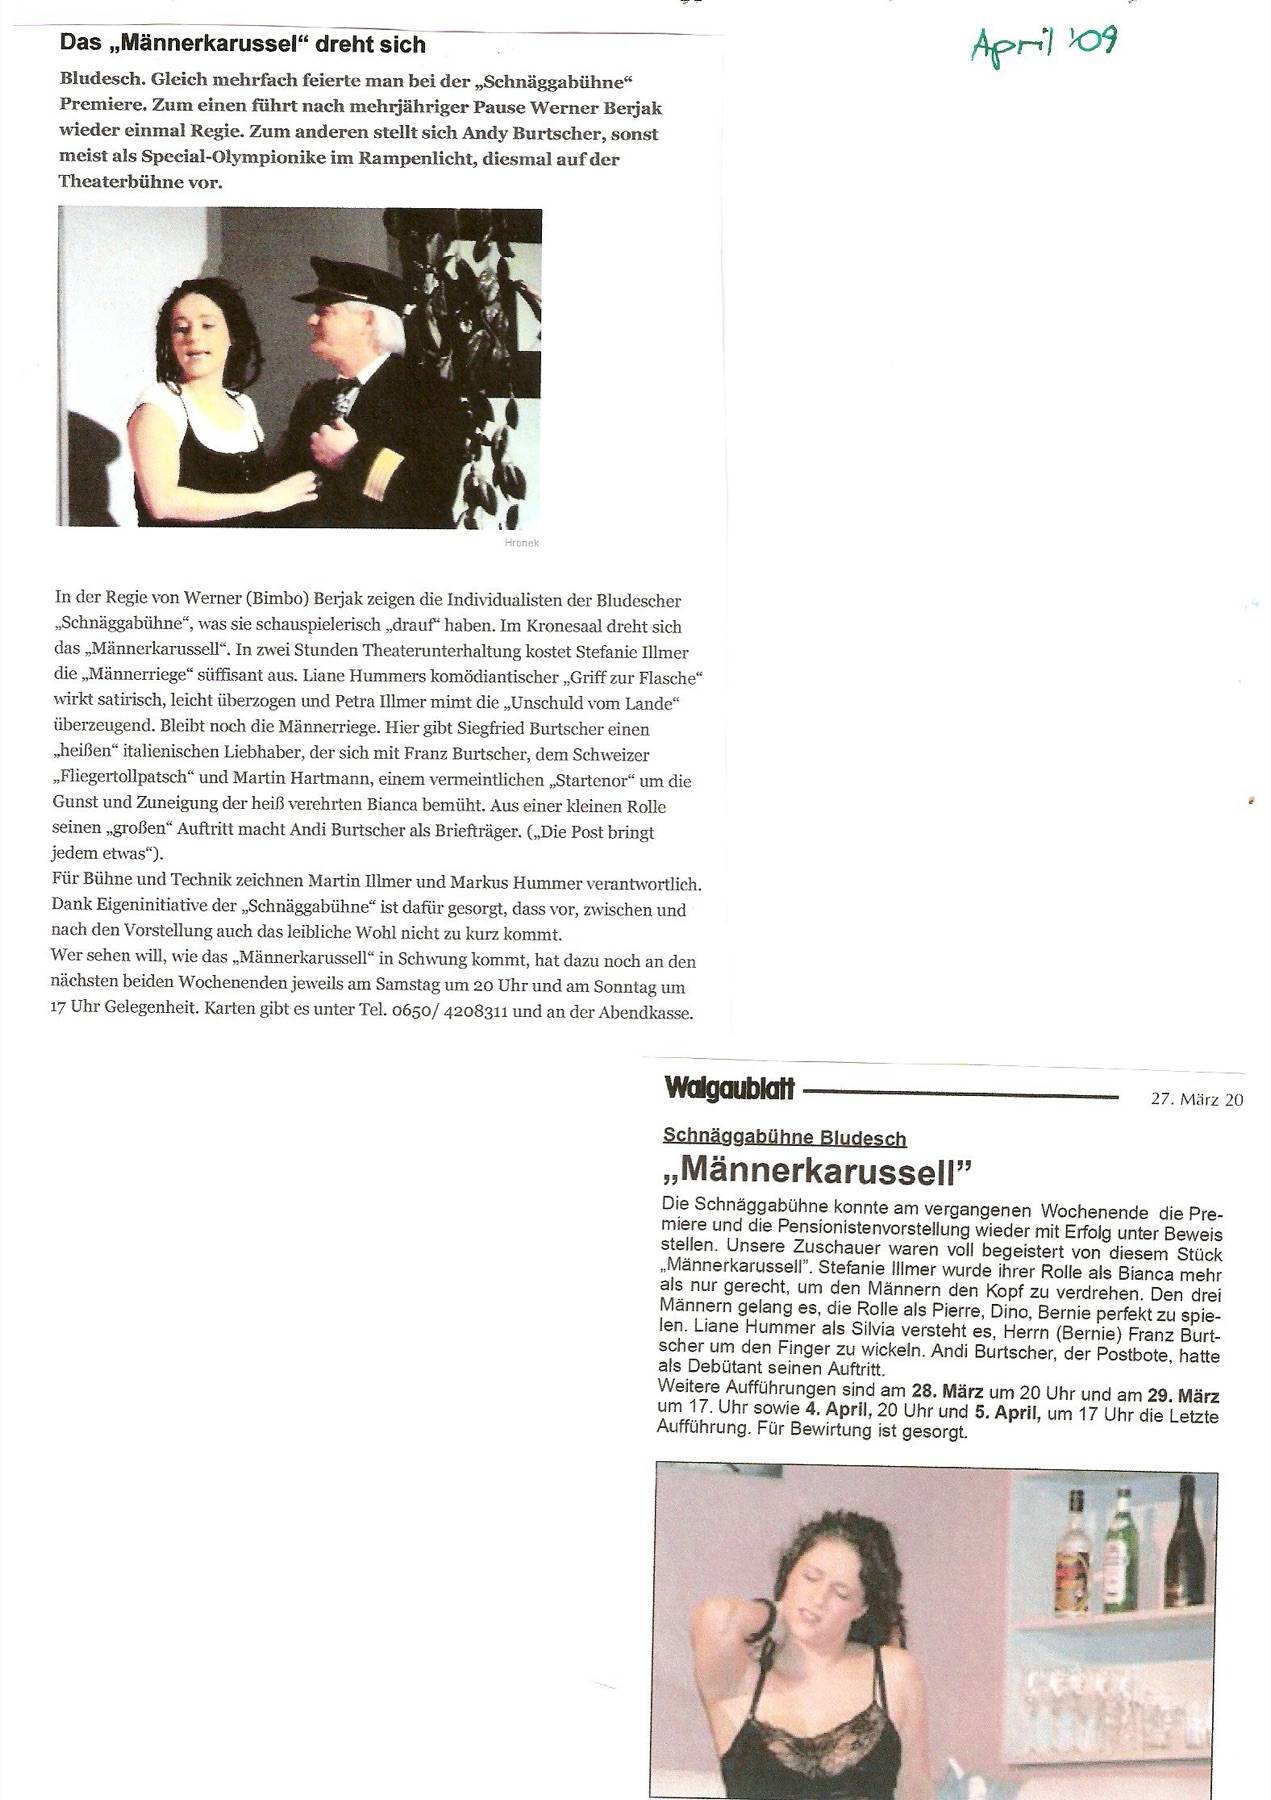 April '09
Das „Männerkarussel“ dreht sich
Bludesch. Gleich mehrfach feierte man bei der „Schnäggabühne“
Premiere. Zum einen führt nach mehrjähriger Pause Werner Berjak
wieder einmal Regie. Zum anderen stellt sich Andy Burtscher, sonst
meist als Special-Olympionike im Rampenlicht, diesmal auf der
Theaterbühne vor.
Hronek
In der Regie von Werner (Bimbo) Berjak zeigen die Individualisten der Bludescher
„Schnäggabühne“, was sie schauspielerisch „drauf“ haben. Im Kronesaal dreht sich
das „Männerkarussell“. In zwei Stunden Theaterunterhaltung kostet Stefanie Illmer
die „Männerriege“ süffisant aus. Liane Hummers komödiantischer „Griff zur Flasche“
wirkt satirisch, leicht überzogen und Petra Illmer mimt die „Unschuld vom Lande“
überzeugend. Bleibt noch die Männerriege. Hier gibt Siegfried Burtscher einen
„heißen“ italienischen Liebhaber, der sich mit Franz Burtscher, dem Schweizer
„Fliegertollpatsch“ und Martin Hartmann, einem vermeintlichen „Startenor“ um die
Gunst und Zuneigung der heiß verehrten Bianca bemüht. Aus einer kleinen Rolle
seinen „großen“ Auftritt macht Andi Burtscher als Briefträger. („Die Post bringt
jedem etwas“).
Für Bühne und Technik zeichnen Martin Illmer und Markus Hummer verantwortlich.
Dank Eigeninitiative der „Schnäggabühne“ ist dafür gesorgt, dass vor, zwischen und
nach den Vorstellung auch das leibliche Wohl nicht zu kurz kommt.
Wer sehen will, wie das „Männerkarussell“ in Schwung kommt, hat dazu noch an den
nächsten beiden Wochenenden jeweils am Samstag um 20 Uhr und am Sonntag um
17 Uhr Gelegenheit. Karten gibt es unter Tel. 0650/ 4208311 und an der Abendkasse.
Walgaublatt
27. März 20
Schnäggabühne Bludesch
„Männerkarussell”
Die Schnäggabühne konnte am vergangenen Wochenende die Pre-
miere und die Pensionistenvorstellung wieder mit Erfolg unter Beweis
stellen. Unsere Zuschauer waren voll begeistert von diesem Stück
„Männerkarussell”. Stefanie Illmer wurde ihrer Rolle als Bianca mehr
als nur gerecht, um den Männern den Kopf zu verdrehen. Den drei
Männern gelang es, die Rolle als Pierre, Dino, Bernie perfekt zu spie-
len. Liane Hummer als Silvia versteht es, Herrn (Bernie) Franz Burt-
scher um den Finger zu wickeln. Andi Burtscher, der Postbote, hatte
als Debütant seinen Auftritt.
Weitere Aufführungen sind am 28. März um 20 Uhr und am 29. März
um 17. Uhr sowie 4. April, 20 Uhr und 5. April, um 17 Uhr die Letzte
Aufführung. Für Bewirtung ist gesorgt.